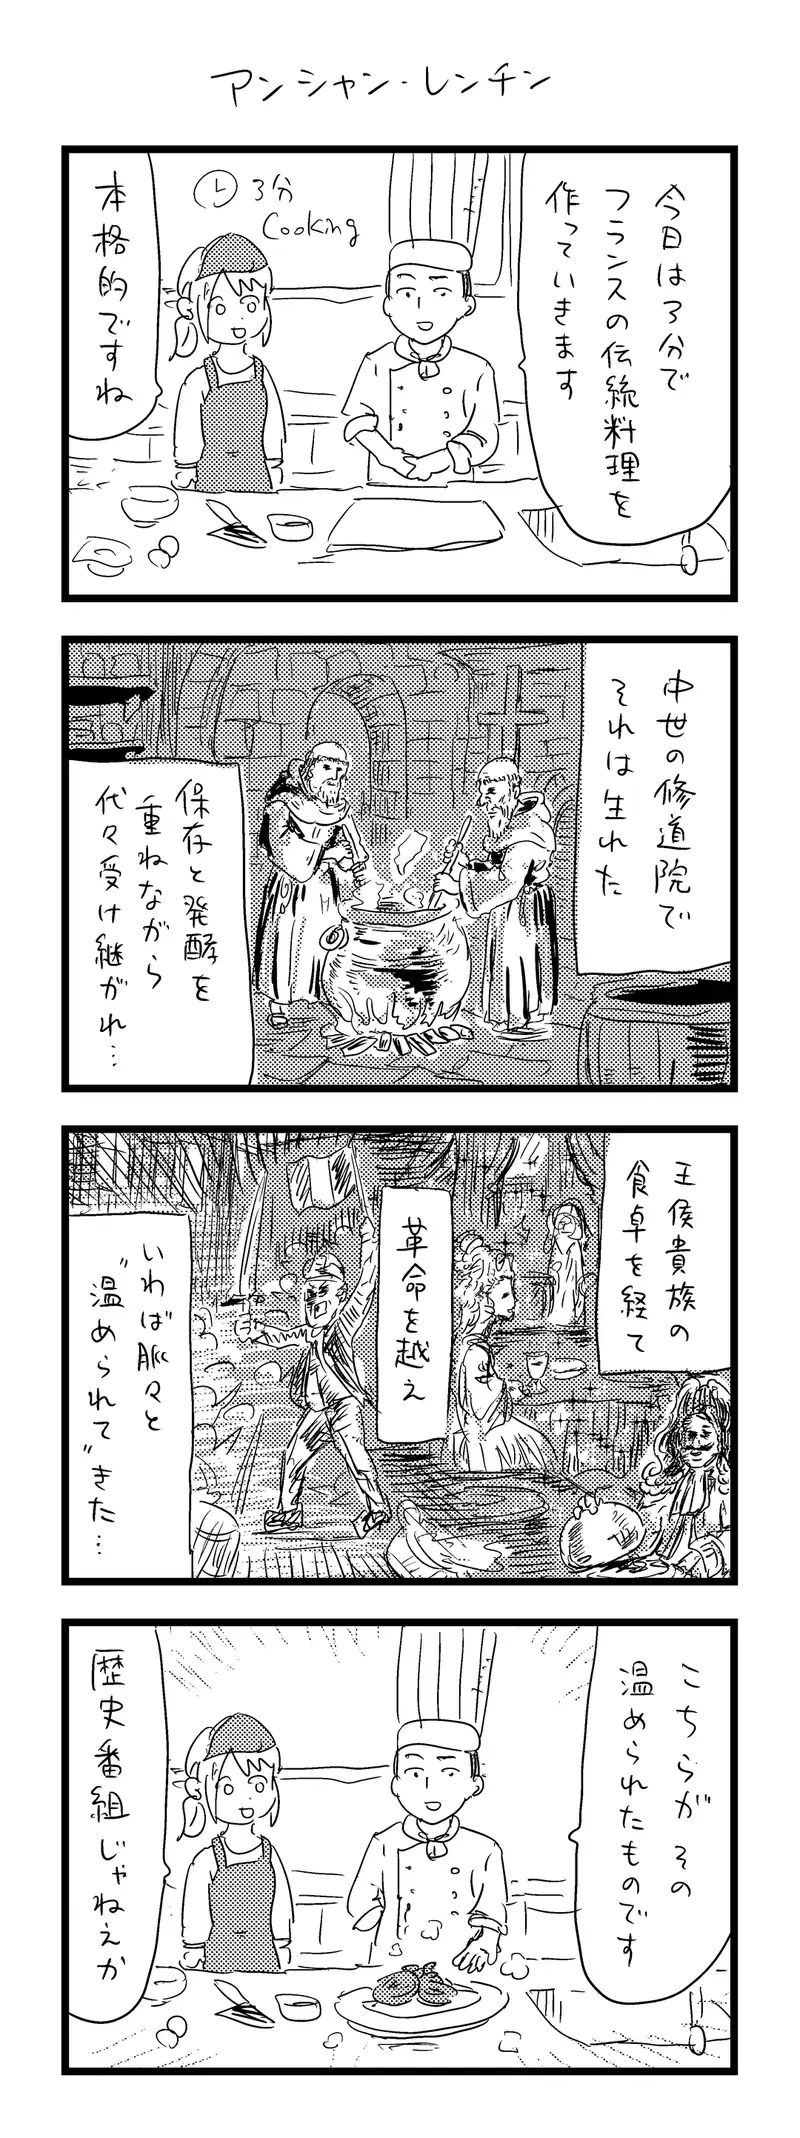 アンシャン・レンチン
3分
Cooking
今日は3分で
フランスの伝統料理を
作っていきます
本格的ですね
中世の修道院で
それは生れた
保存と発酵を
重ねながら
代々受け継がれ…
王侯貴族の
食卓を経て
革命を越え
いわば脈々と
"温められて"きた…
こちらがその
温められたものです
歴史番組じゃねえか